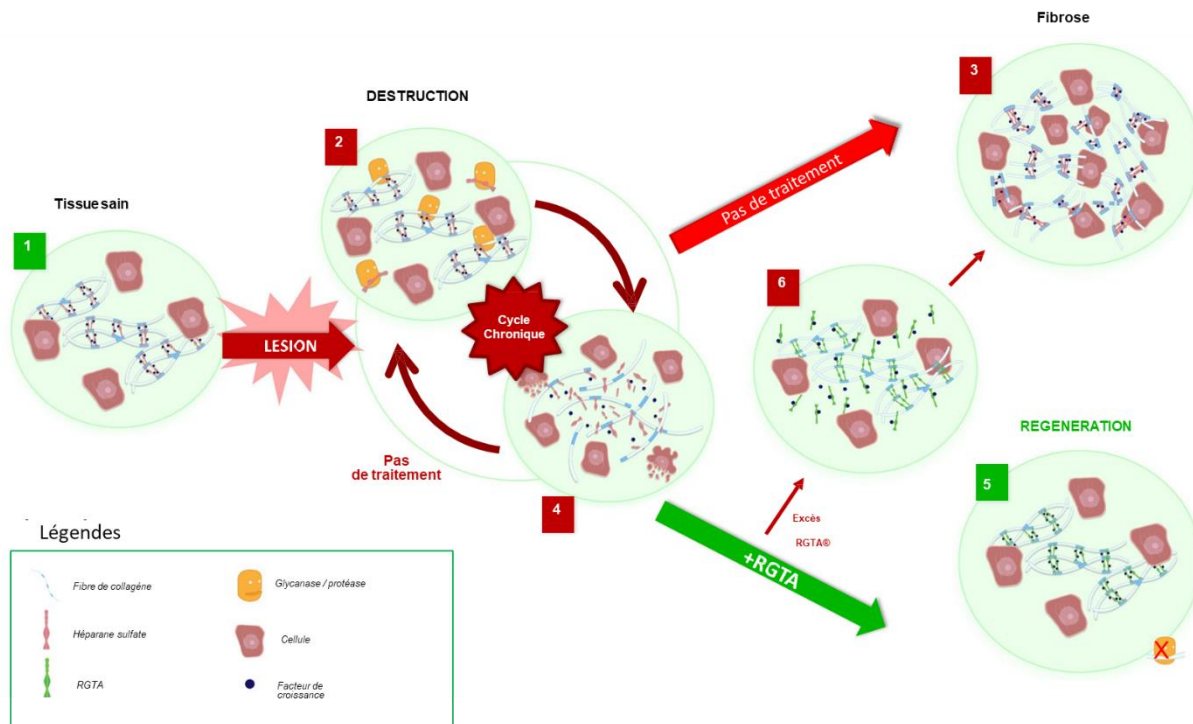 Fibrose
3
DESTRUCTION
2
Pas de traitement
Tissue sain
1
6
LESION
Cycle
Chronique
REGENERATION
Pas
de traitement
5
4
Excès
RGTA®
+RGTA
Légendes
Fibre de collagéne
Glycanase / protéase
Héparane sulfate
Cellule
RGTA
Facteur de
croissance
X